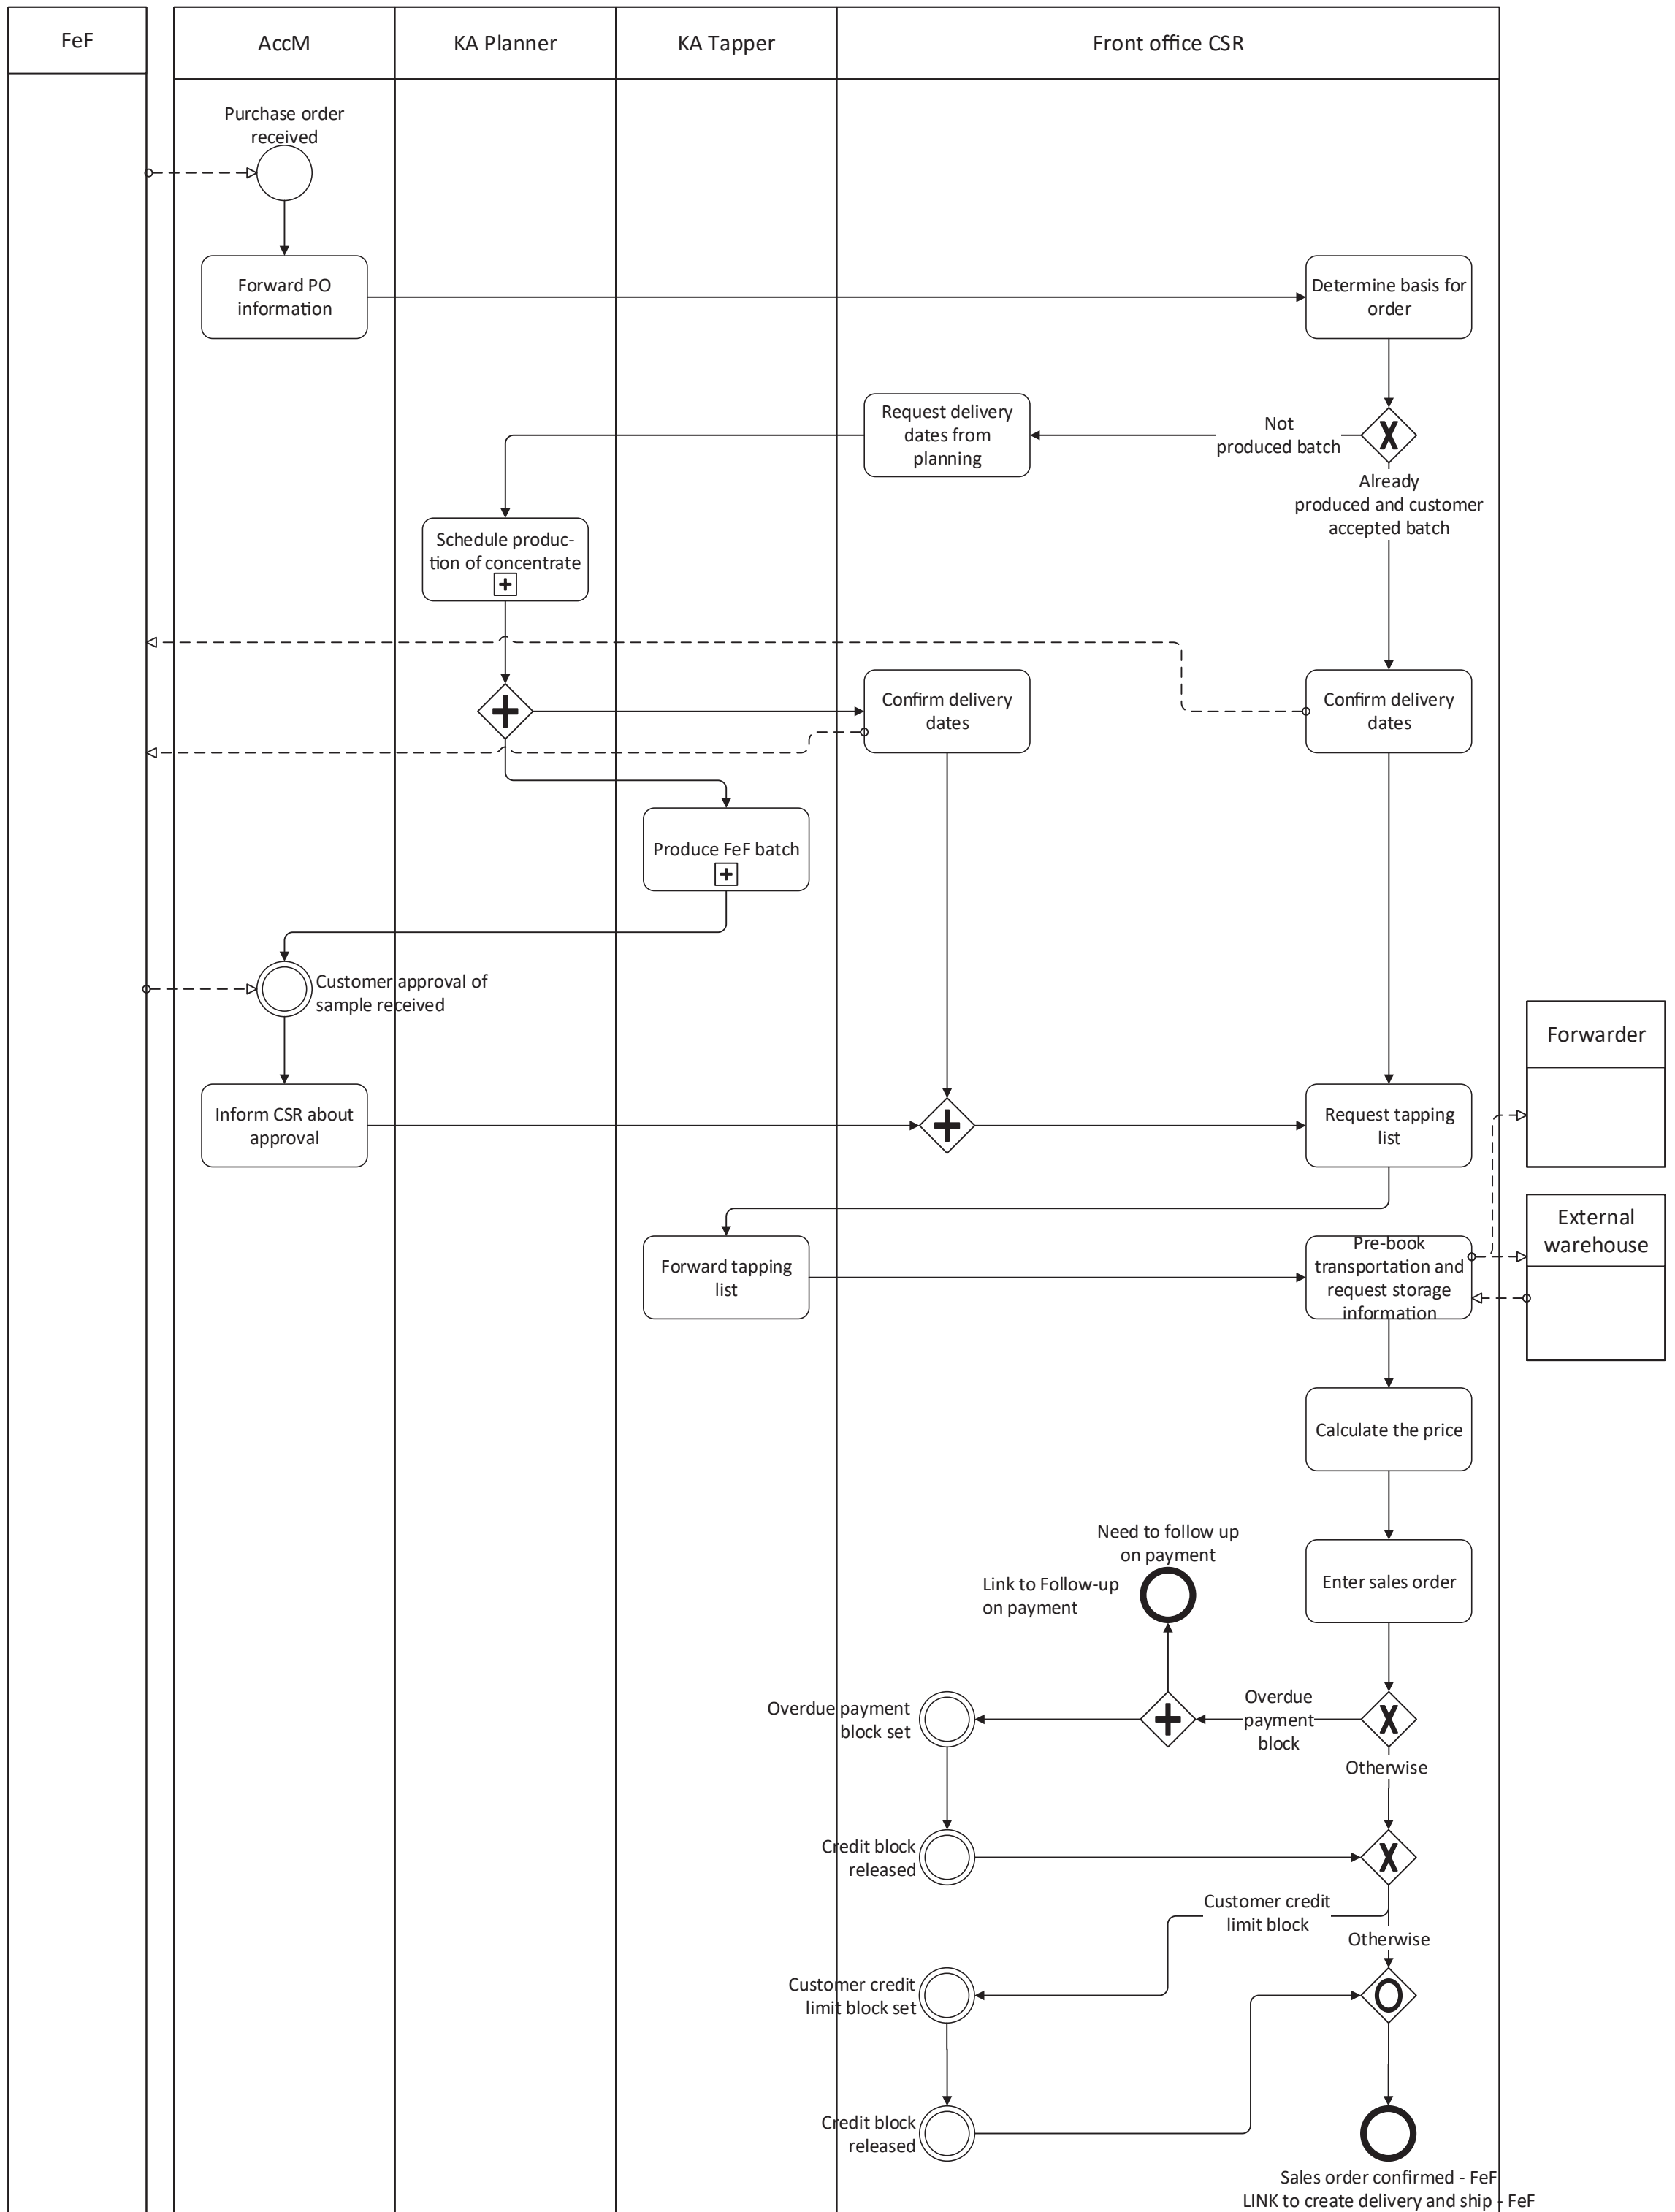 FeF
AccM
KA Planner
KA Tapper
Front office CSR
Purchase order
received
Forward PO
information
Determine basis for
order
Request delivery
dates from
planning
Not
produced batch
X
Already
produced and customer
accepted batch
Schedule produc-
tion of concentrate
Confirm delivery
dates
Confirm delivery
dates
Produce FeF batch
Customer approval of
sample received
Forwarder
Inform CSR about
approval
Request tapping
list
External
warehouse
Forward tapping
list
Pre-book
transportation and
request storage
information
Calculate the price
Need to follow up
on payment
Link to Follow-up
on payment
Enter sales order
Overdue payment
block set
Overdue
payment
block
X
Otherwise
Credit block
released
X
Customer credit
limit block
Otherwise
Customer credit
limit block set
Credit block
released
Sales order confirmed - FeF
LINK to create delivery and ship - FeF